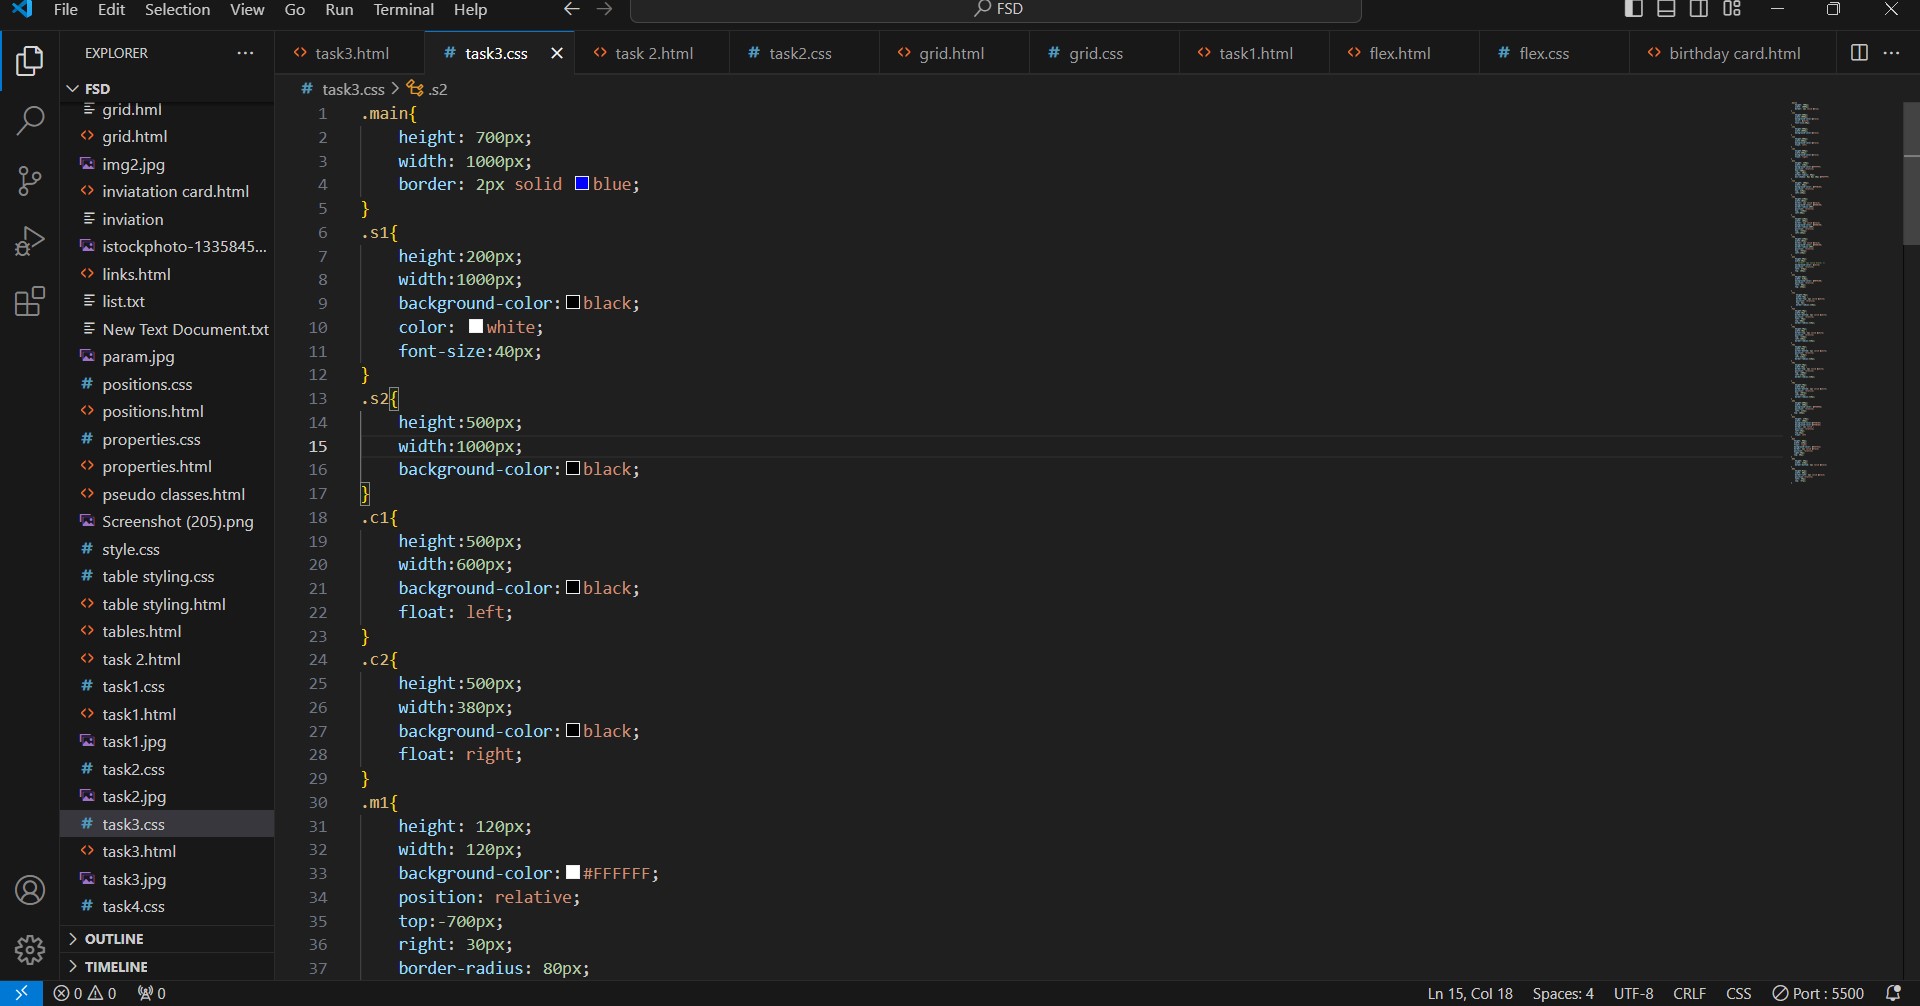 File Edit Selection View Go Run Terminal Help
FSD
EXPLORER
FSD
grid.hml
grid.html
img2.jpg
inviatation card.html
inviation
istockphoto-1335845...
links.html
list.txt
New Text Document.txt
param.jpg
positions.css
positions.html
properties.css
properties.html
pseudo classes.html
Screenshot (205).png
style.css
table styling.css
table styling.html
tables.html
task 2.html
task1.css
task1.html
task1.jpg
task2.css
task2.jpg
task3.css
task3.html
task3.jpg
task4.css
OUTLINE
TIMELINE
task3.html task3.css task 2.html task2.css grid.html grid.css task1.html flex.html flex.css birthday card.html
task3.css > .s2
1 .main{
2 height: 700px;
3 width: 1000px;
4 border: 2px solid blue;
5 }
6 .s1{
7 height:200px;
8 width:1000px;
9 background-color:black;
10 color: white;
11 font-size:40px;
12 }
13 .s2{
14 height:500px;
15 width:1000px;
16 background-color:black;
17 }
18 .c1{
19 height:500px;
20 width:600px;
21 background-color:black;
22 float: left;
23 }
24 .c2{
25 height:500px;
26 width:380px;
27 background-color:black;
28 float: right;
29 }
30 .m1{
31 height: 120px;
32 width: 120px;
33 background-color:#FFFFFF;
34 position: relative;
35 top:-700px;
36 right: 30px;
37 border-radius: 80px;
0 0 0 Ln 15, Col 18 Spaces: 4 UTF-8 CRLF CSS Port : 5500